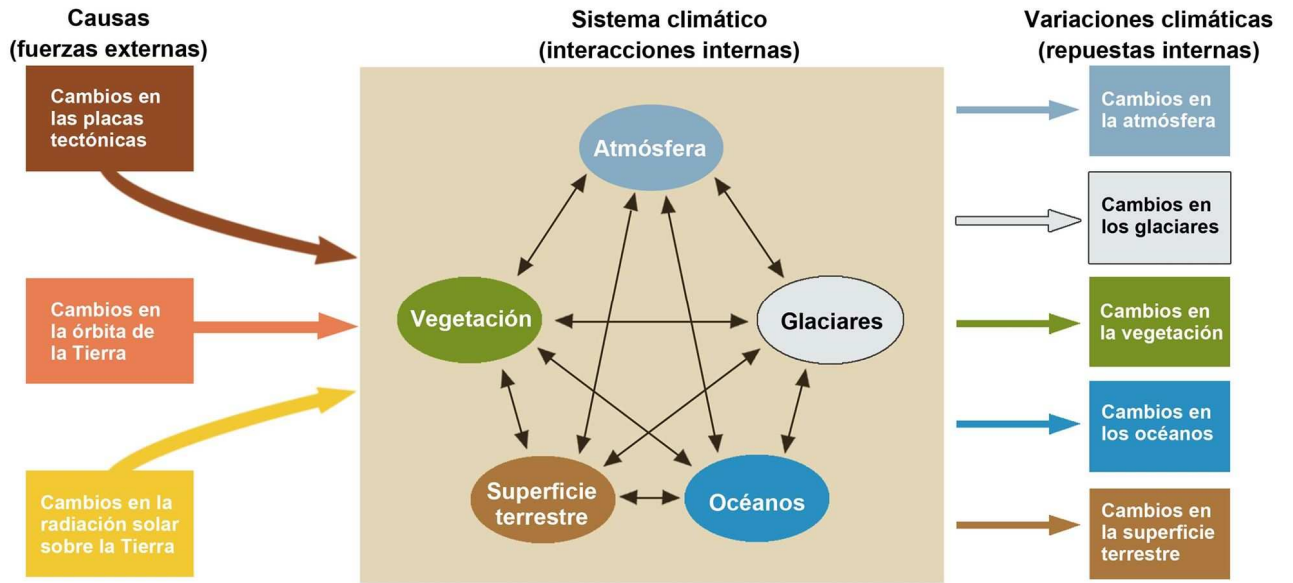 Causas
(fuerzas externas)
Cambios en
las placas
tectónicas
Cambios en
la órbita de
la Tierra
Cambios en la
radiación solar
sobre la Tierra
Sistema climático
(interacciones internas)
Atmósfera
Vegetación
Glaciares
Superficie
terrestre
Océanos
Variaciones climáticas
(repuestas internas)
Cambios en
la atmósfera
Cambios en
los glaciares
Cambios en
la vegetación
Cambios en
los océanos
Cambios en
la superficie
terrestre